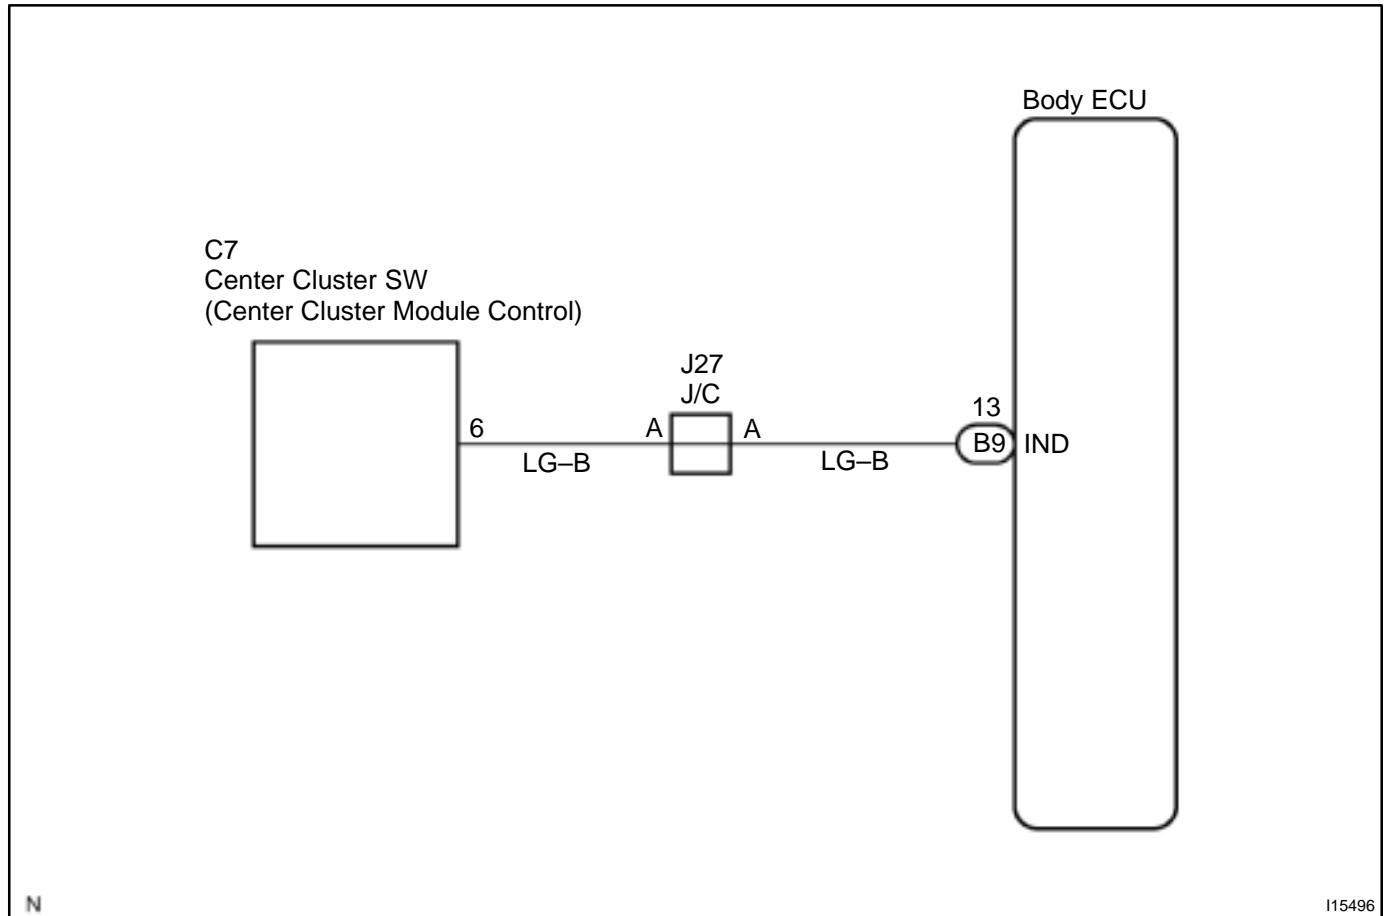 Body ECU
C7
Center Cluster SW
(Center Cluster Module Control)
J27
J/C
6
A
A
13
B9
IND
LG–B
LG–B
N
I15496